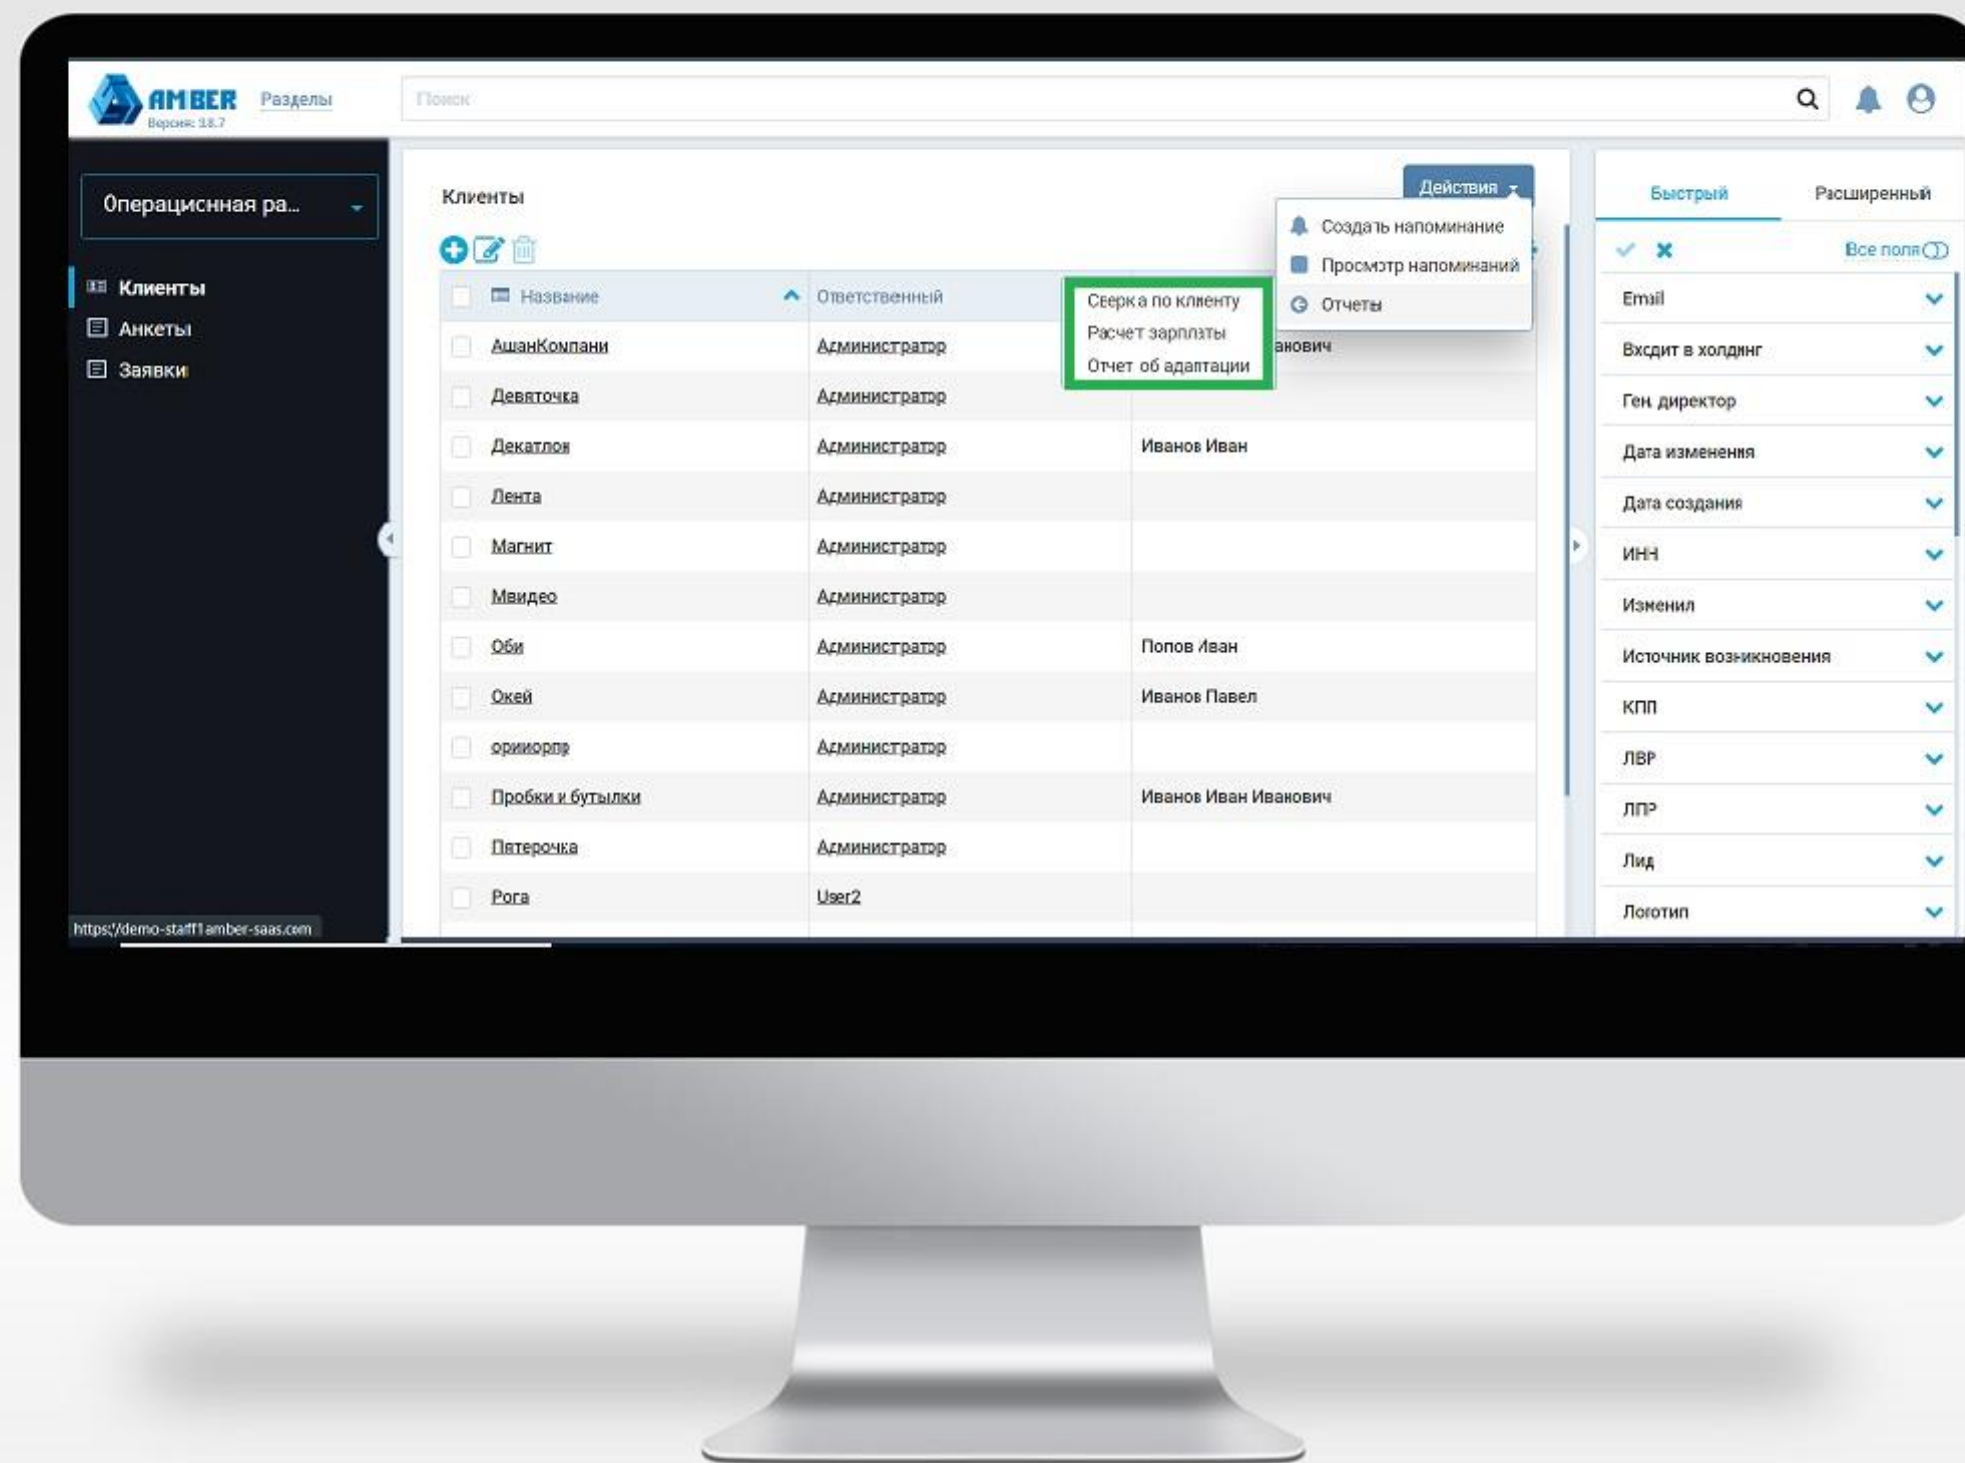 AMBER
Версия: 3.8.7
Разделы
Поиск
Операционная ра...
Клиенты
Анкеты
Заявки
https://demo-staff1amber-saas.com
Клиенты
Действия
Создать напоминание
Просмотр напоминаний
Отчеты
Сверка по клиенту
Расчет зарплаты
Отчет об адаптации
Название Ответственный
АшанКомпани Администратор анович
Девяточка Администратор
Декатлон Администратор Иванов Иван
Лента Администратор
Магнит Администратор
Мвидео Администратор
Оби Администратор Попов Иван
Окей Администратор Иванов Павел
Администратор
Пробки и бутылки Администратор Иванов Иван Иванович
Пятерочка Администратор
Рога User2
Быстрый Расширенный
Все поля
Email
Входит в холдинг
Ген. директор
Дата изменения
Дата создания
ИНН
Изменил
Источник возникновения
КПП
ЛВР
ЛПР
Лид
Логотип